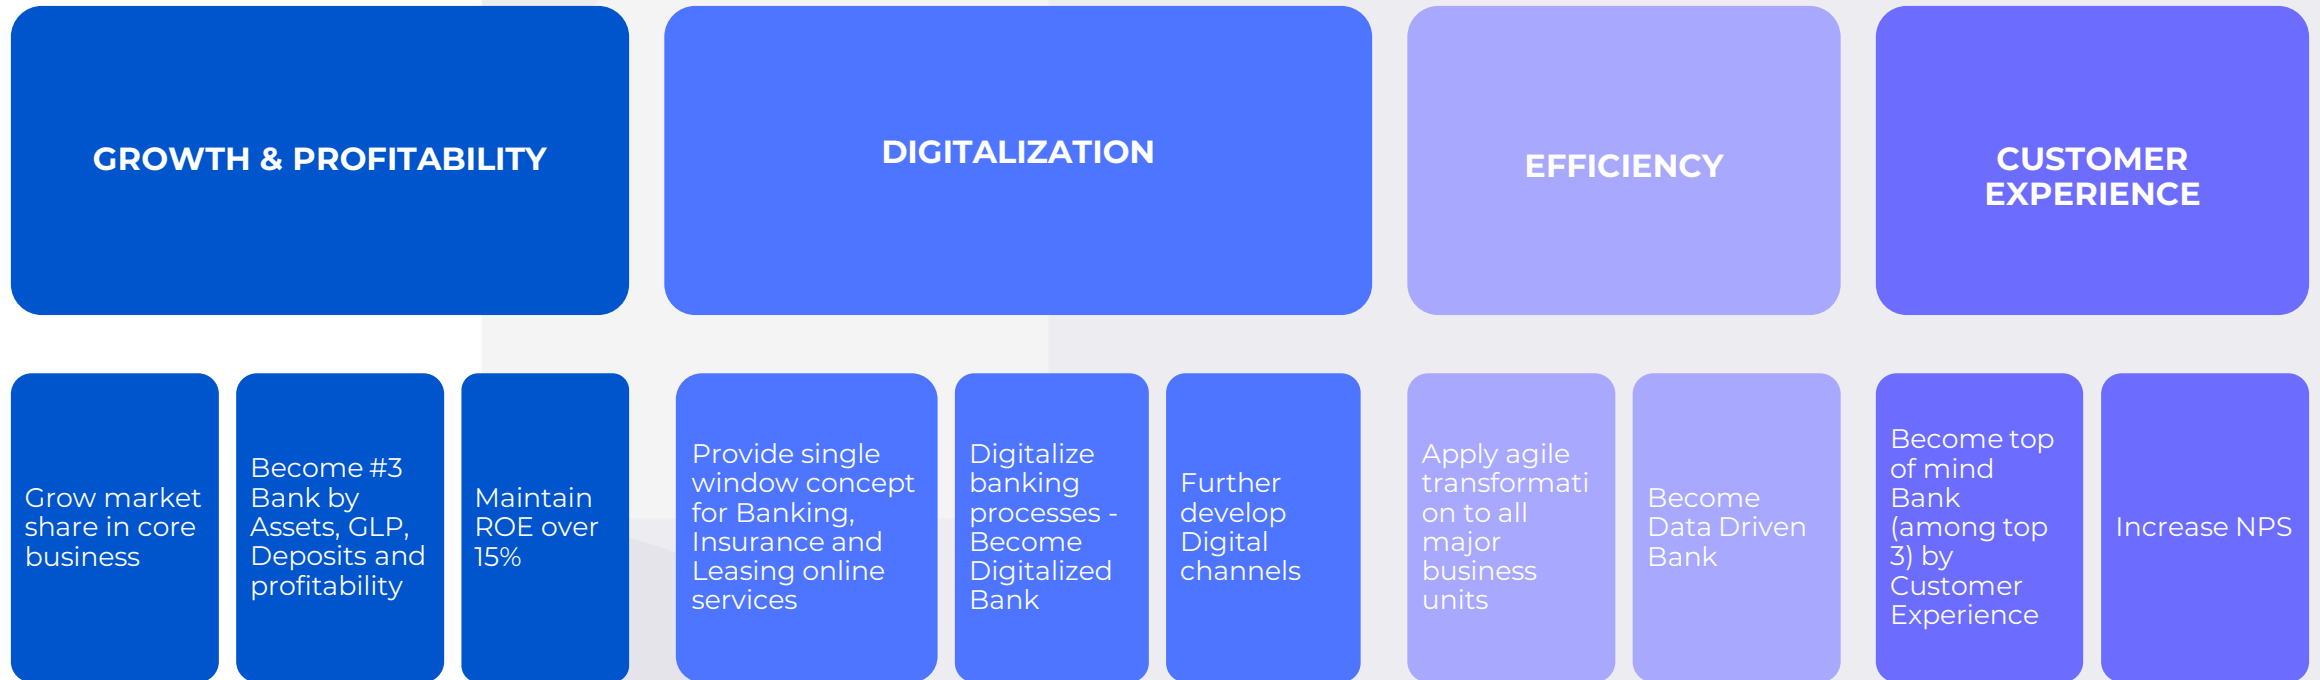 GROWTH & PROFITABILITY
DIGITALIZATION
EFFICIENCY
CUSTOMER
EXPERIENCE
Grow market
share in core
business
Become #3
Bank by
Assets, GLP,
Deposits and
profitability
Maintain
ROE over
15%
Provide single
window concept
for Banking,
Insurance and
Leasing online
services
Digitalize
banking
processes -
Become
Digitalized
Bank
Further
develop
Digital
channels
Apply agile
transformati
on to all
major
business
units
Become
Data Driven
Bank
Become top
of mind
Bank
(among top
3) by
Customer
Experience
Increase NPS